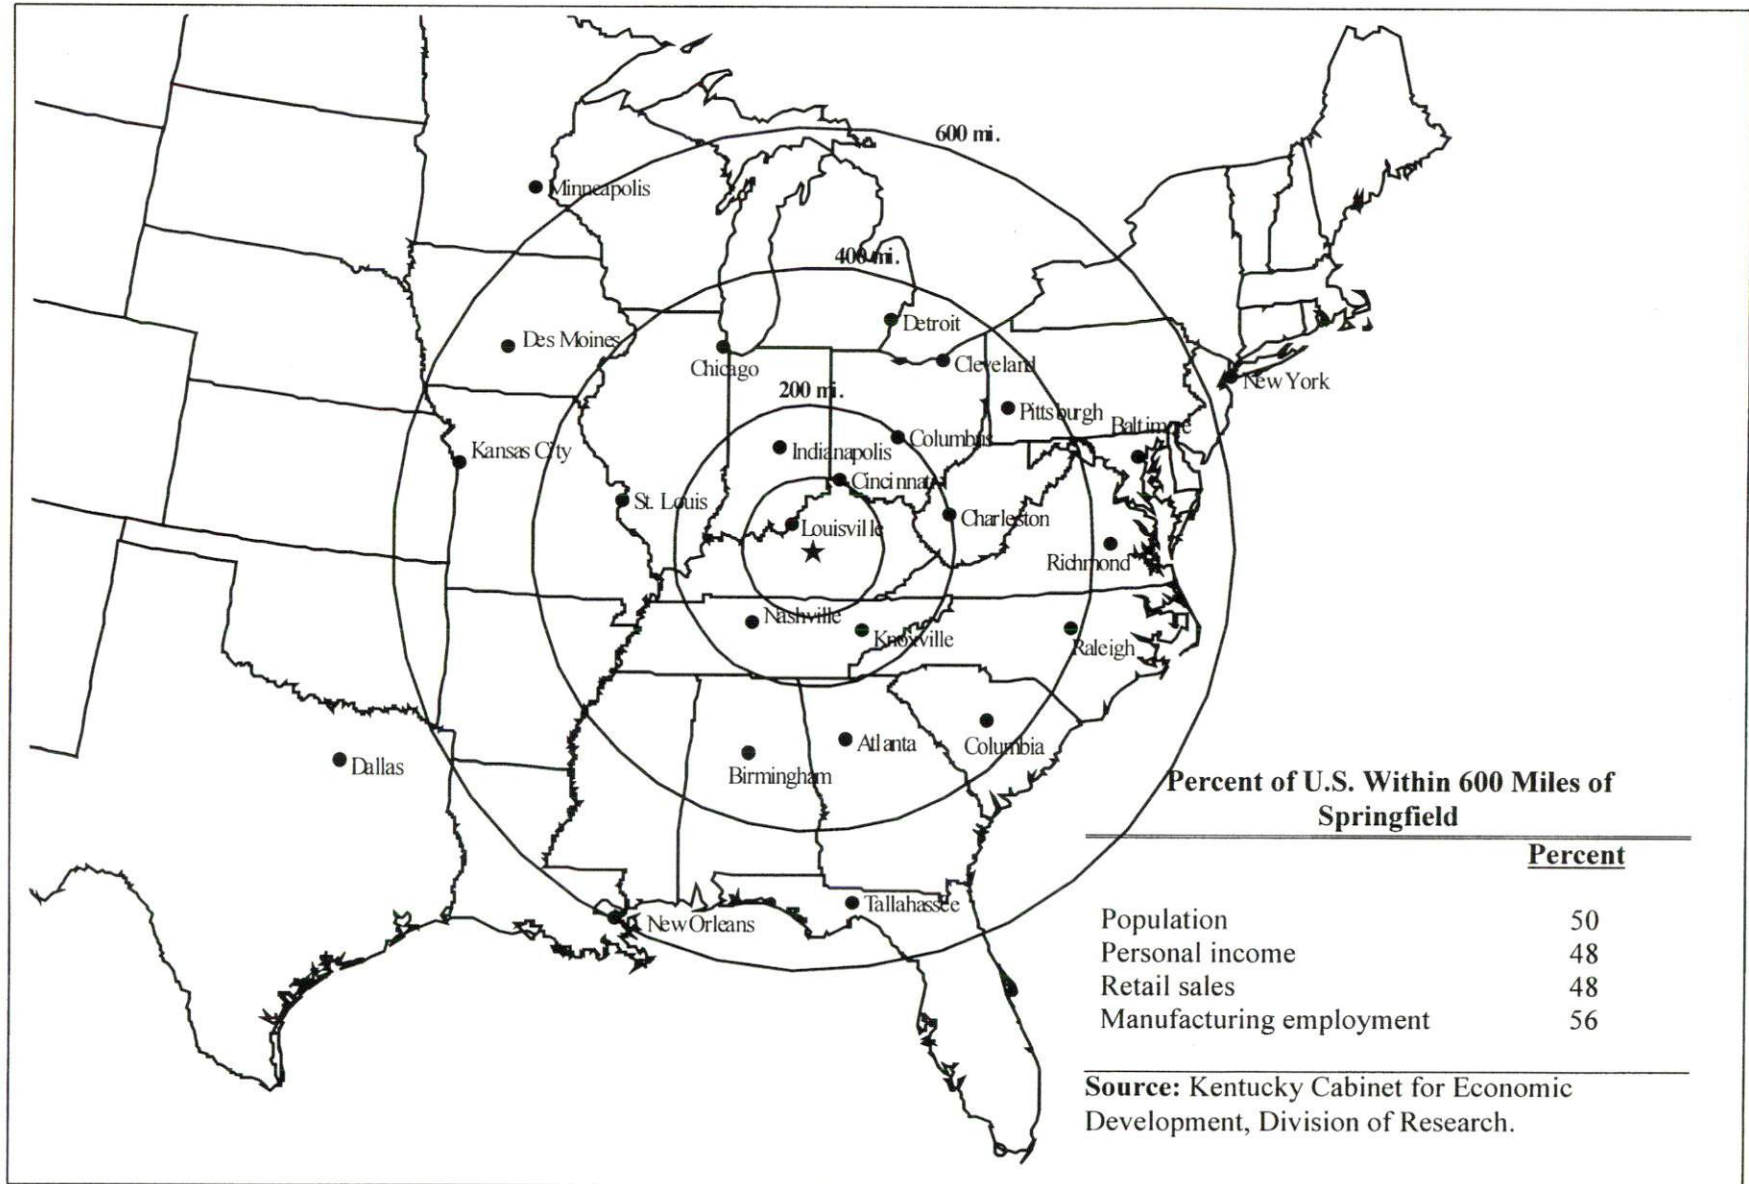 600 mi.
Minneapolis
400 mi.
Detroit
Des Moines
Chicago
Cleveland
New York
200 mi.
Pittsburgh
Baltimore
Columbus
Indianapolis
Kansas City
Cincinnati
St. Louis
Charleston
Louisville
Richmond
Nashville
Knoxville
Raleigh
Atlanta
Columbia
Birmingham
Dallas
Tallahassee
New Orleans
Percent of U.S. Within 600 Miles of
Springfield
Percent
Population 50
Personal income 48
Retail sales 48
Manufacturing employment 56
Source: Kentucky Cabinet for Economic
Development, Division of Research.